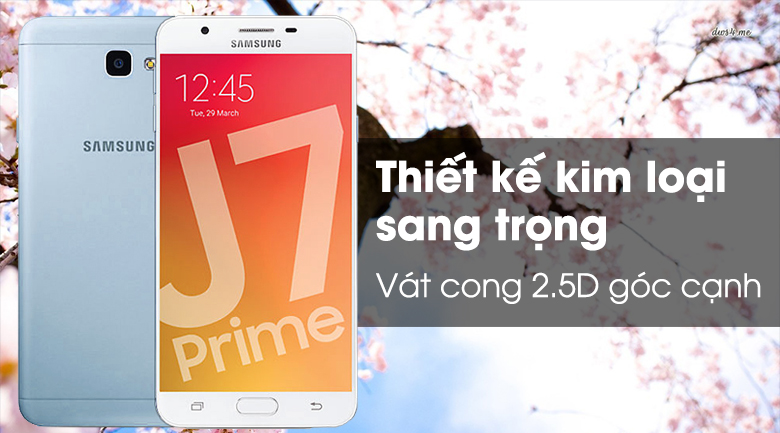 SAMSUNG
SAMSUNG
12:45
Tue, 29 March
J7
Prime
Thiết kế kim loại
sang trọng
Vát cong 2.5D góc cạnh